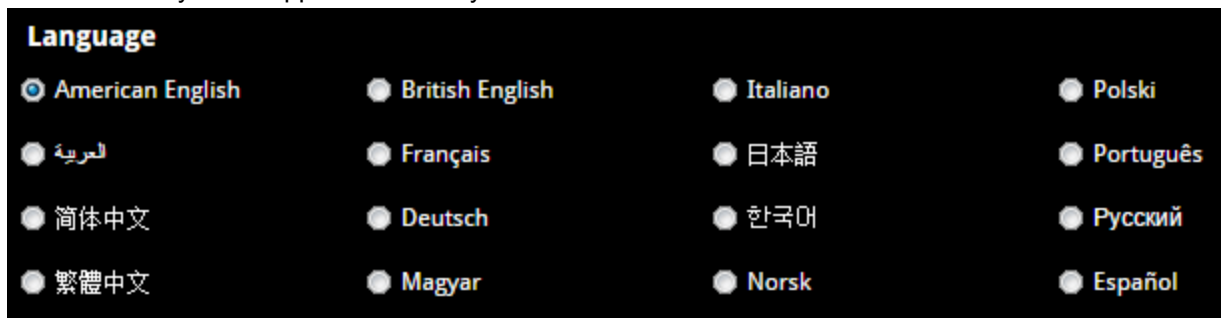 Language
American English British English Italiano Polski
العربية Français 日本語 Português
简体中文 Deutsch 한국어 Русский
繁體中文 Magyar Norsk Español